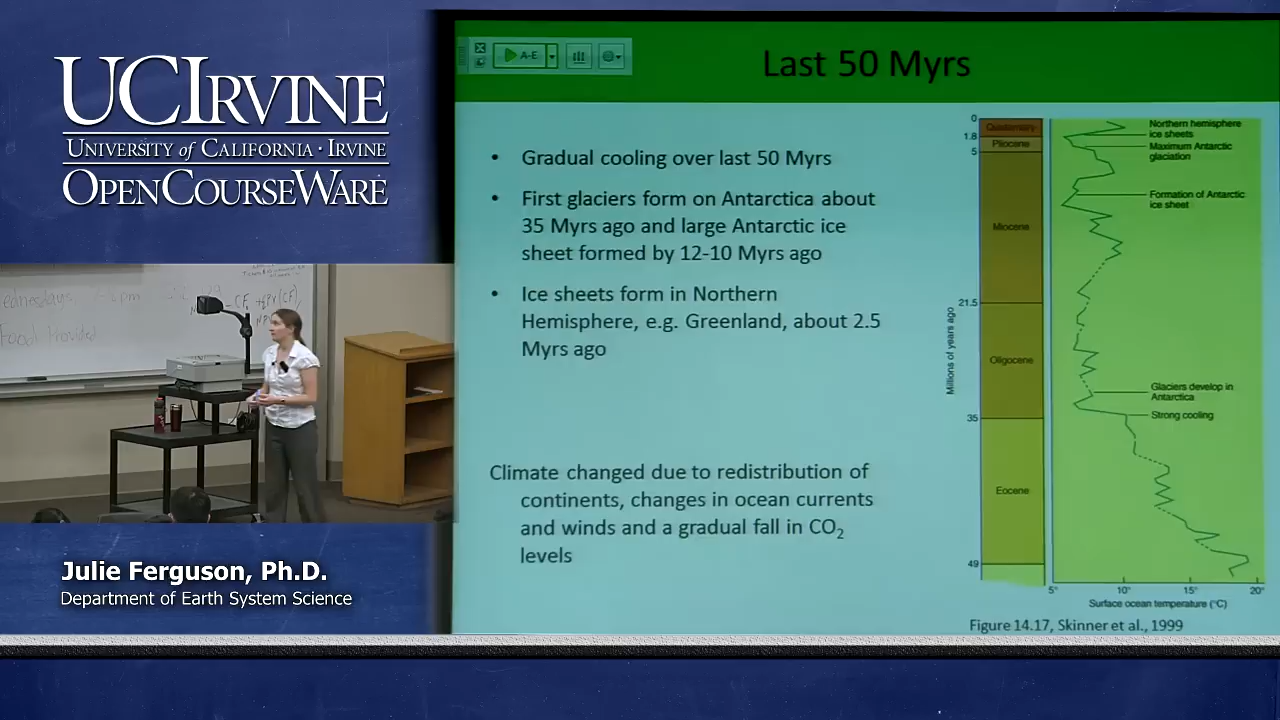 UCIRVINE
UNIVERSITY of CALIFORNIA · IRVINE
OPENCOURSEWARE
Wednesdays
Food Provided
Julie Ferguson, Ph.D.
Department of Earth System Science
A-E
Last 50 Myrs
• Gradual cooling over last 50 Myrs
• First glaciers form on Antarctica about
35 Myrs ago and large Antarctic ice
sheet formed by 12-10 Myrs ago
• Ice sheets form in Northern
Hemisphere, e.g. Greenland, about 2.5
Myrs ago
Climate changed due to redistribution of
continents, changes in ocean currents
and winds and a gradual fall in CO2
levels
0
Quaternary
1.8
Pliocene
5
Miocene
21.5
Oligocene
35
Eocene
49
Millions of years ago
Northern hemisphere
ice sheets
Maximum Antarctic
glaciation
Formation of Antarctic
ice sheet
Glaciers develop in
Antarctica
Strong cooling
5° 10° 15° 20°
Surface ocean temperature (°C)
Figure 14.17, Skinner et al., 1999